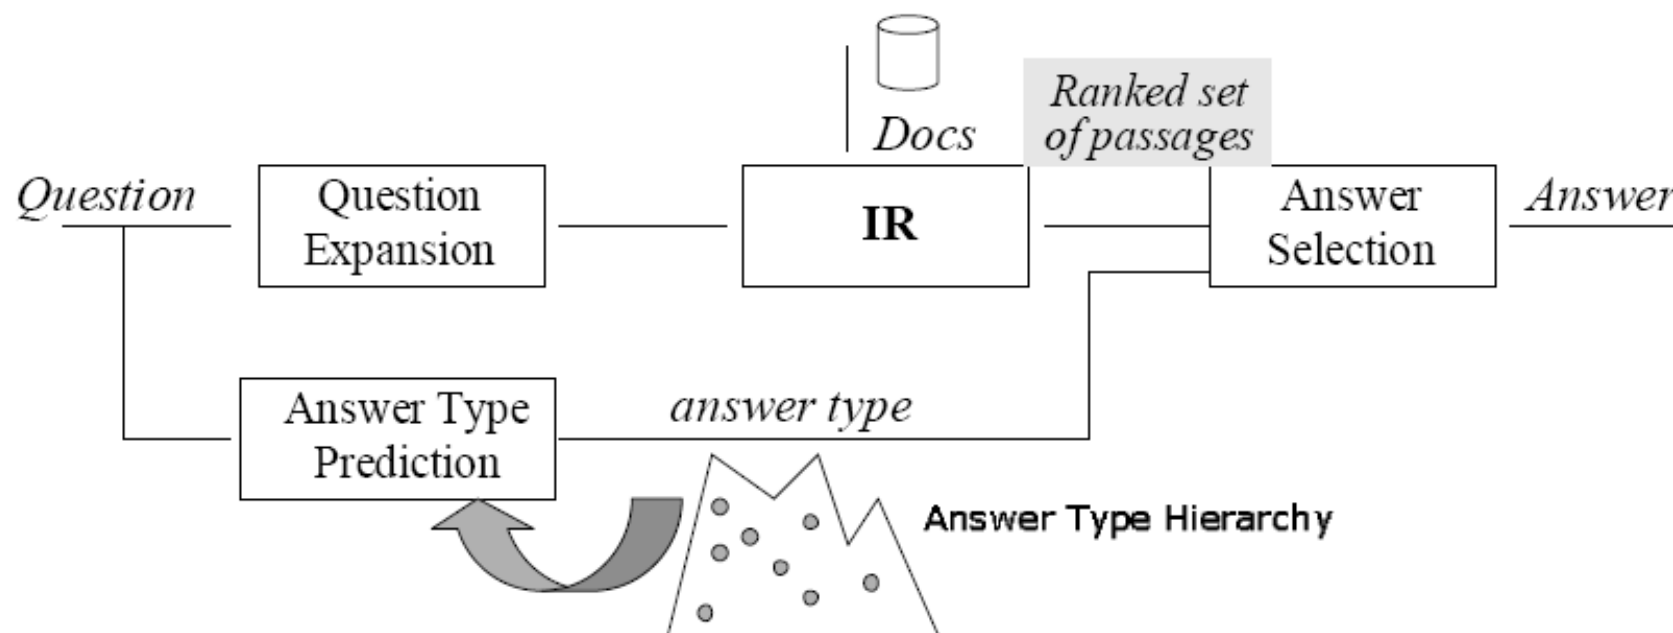 Docs
Ranked set
of passages
Question
Question
Expansion
IR
Answer
Selection
Answer
Answer Type
Prediction
answer type
Answer Type Hierarchy